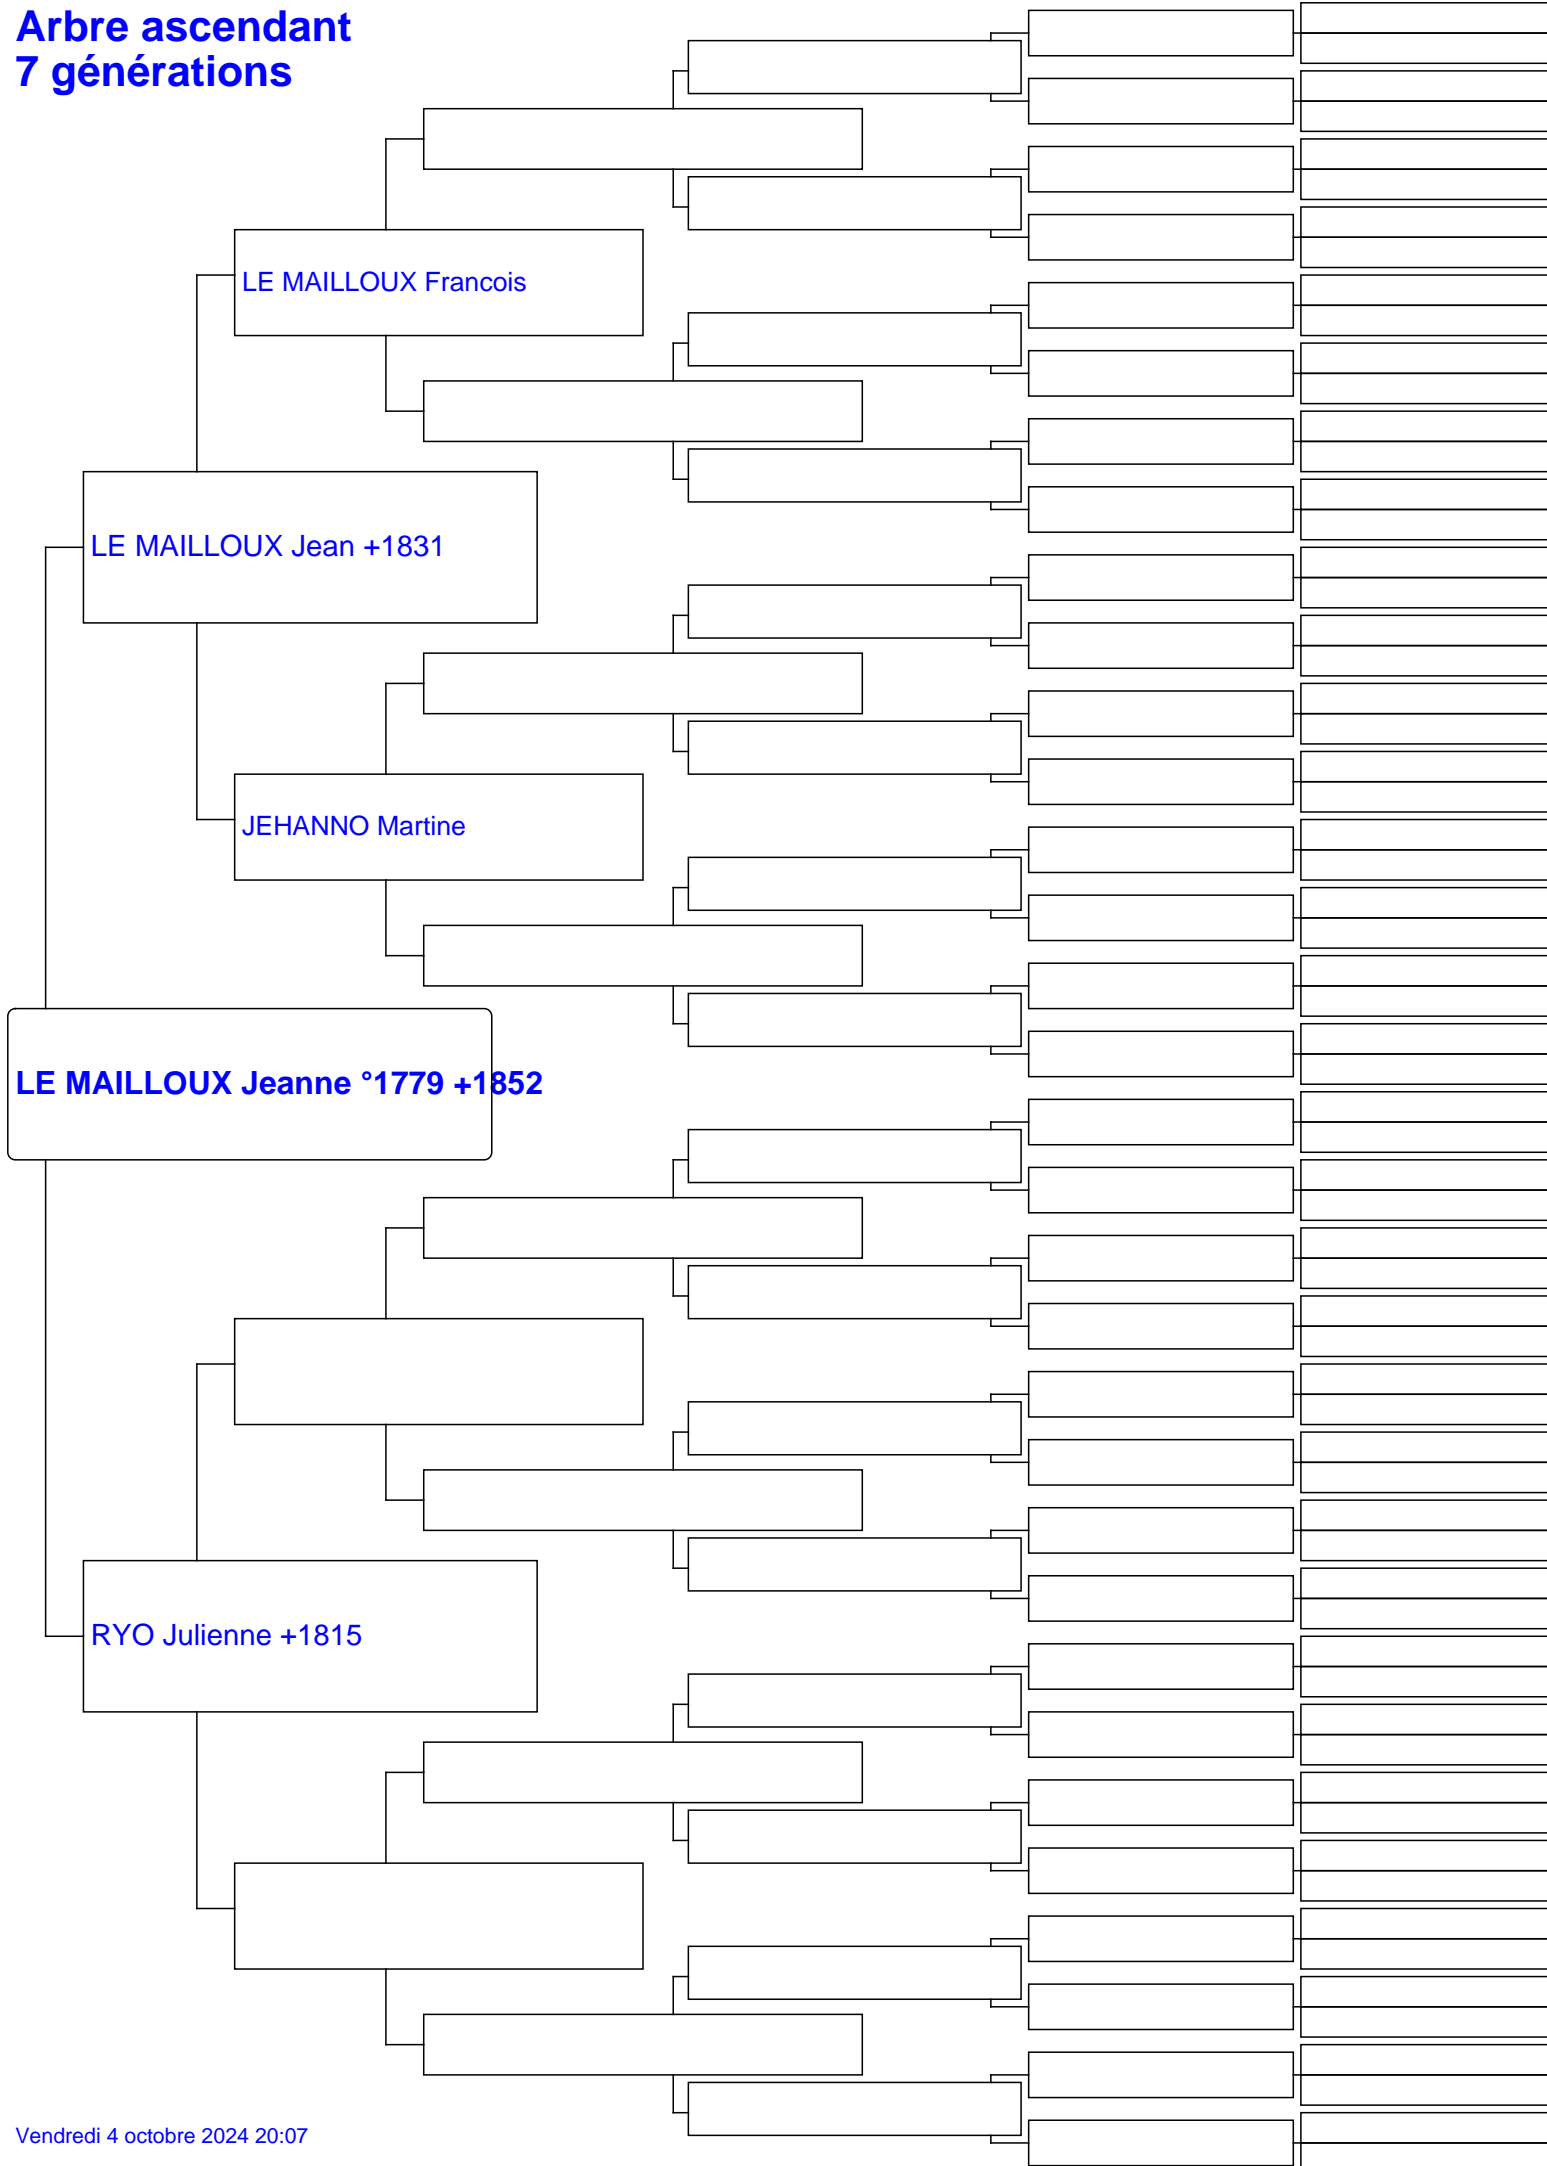 Arbre ascendant
7 générations
LE MAILLOUX Francois
LE MAILLOUX Jean +1831
JEHANNO Martine
LE MAILLOUX Jeanne °1779 +1852
RYO Julienne +1815
Vendredi 4 octobre 2024 20:07